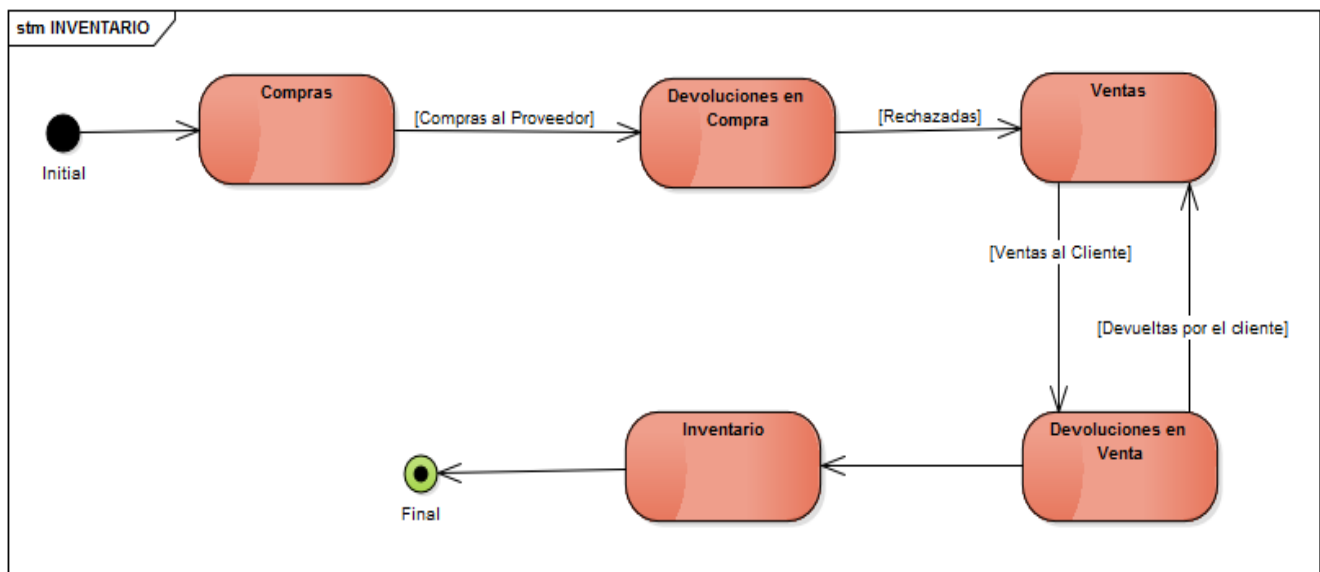 stm INVENTARIO
Compras
Devoluciones en
Compra
Ventas
[Compras al Proveedor]
[Rechazadas]
Initial
[Ventas al Cliente]
[Devueltas por el cliente]
Inventario
Devoluciones en
Venta
Final